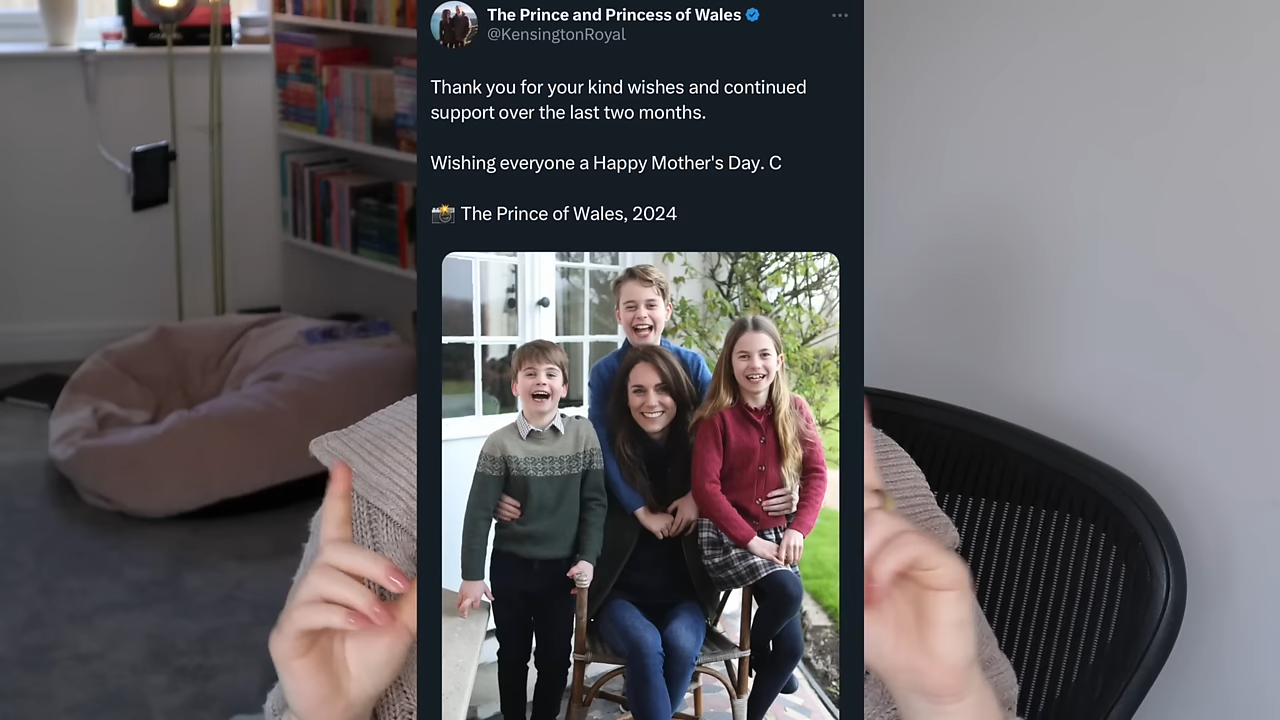 The Prince and Princess of Wales
@KensingtonRoyal
Thank you for your kind wishes and continued
support over the last two months.
Wishing everyone a Happy Mother's Day. C
📸 The Prince of Wales, 2024